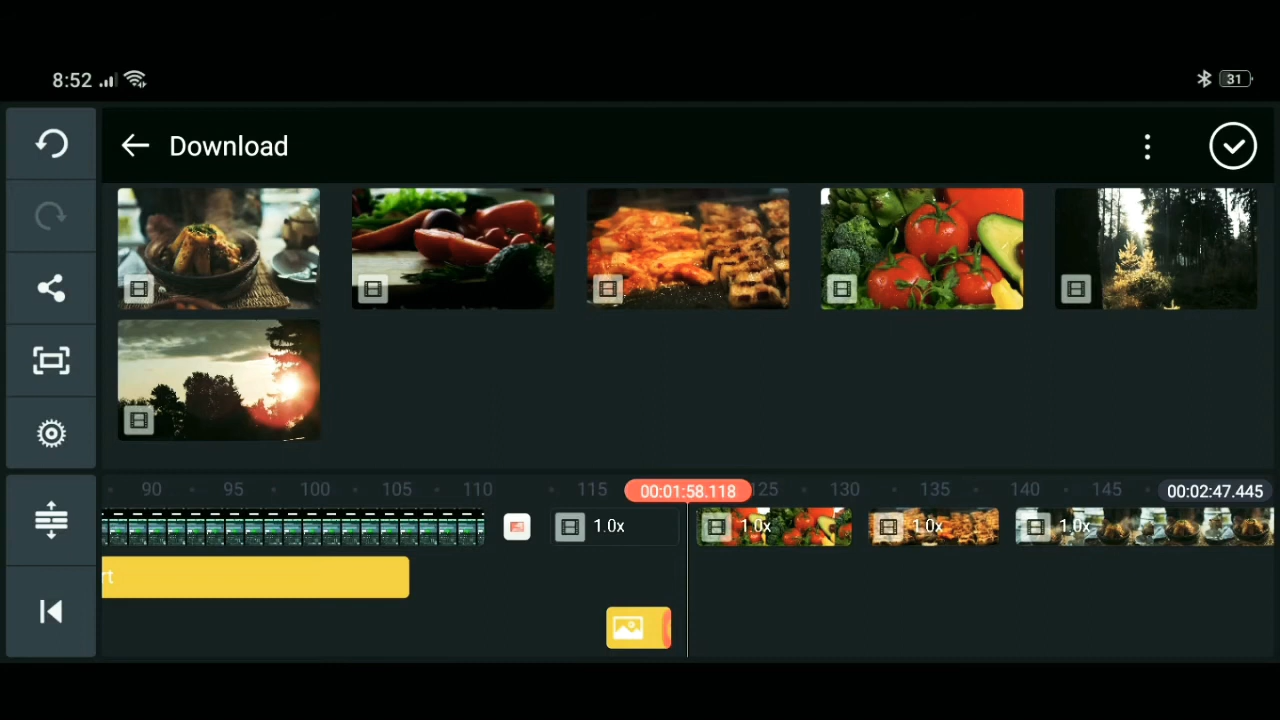 8:52
31
Download
90 95 100 105 110 115 00:01:58.118 25 130 135 140 145 00:02:47.445
1.0x 1.0x 1.0x 1.0x
rt